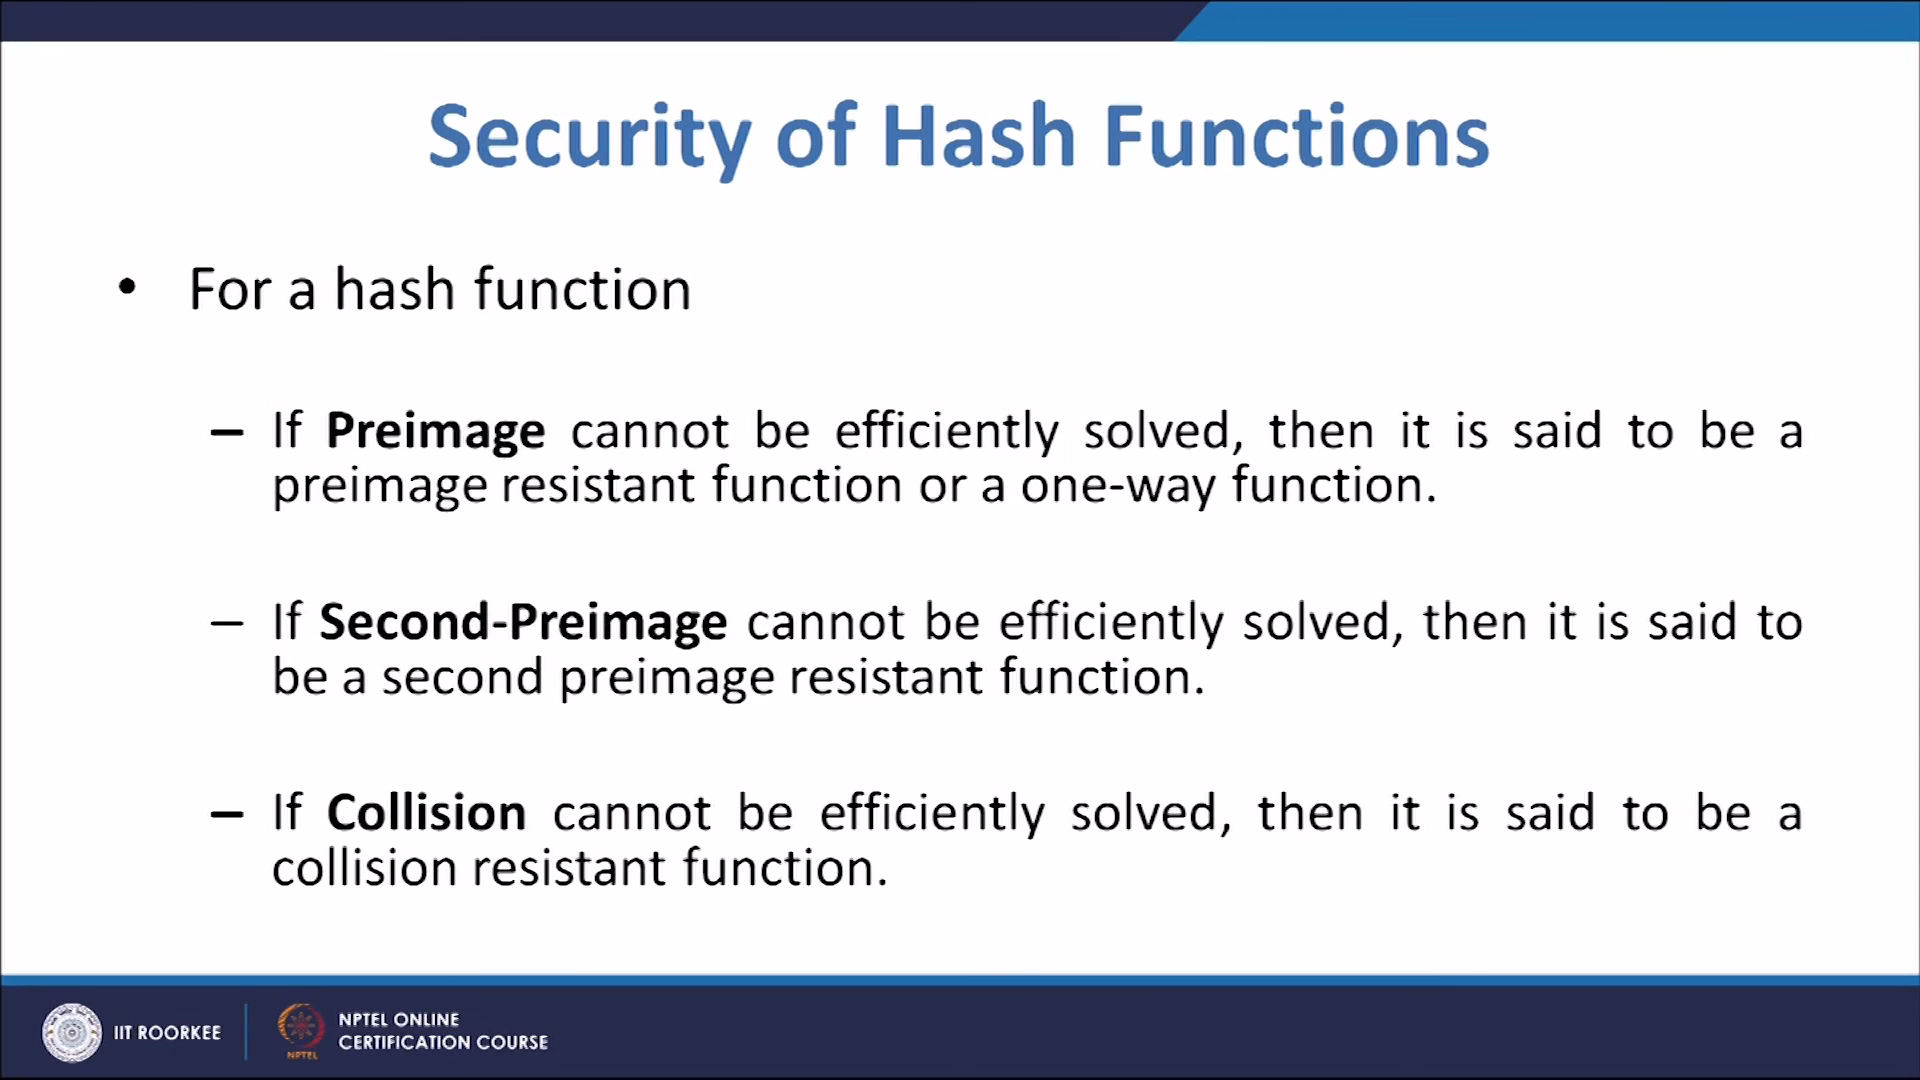 Security of Hash Functions
• For a hash function
– If Preimage cannot be efficiently solved, then it is said to be a
preimage resistant function or a one-way function.
– If Second-Preimage cannot be efficiently solved, then it is said to
be a second preimage resistant function.
– If Collision cannot be efficiently solved, then it is said to be a
collision resistant function.
IIT ROORKEE
NPTEL
NPTEL ONLINE
CERTIFICATION COURSE